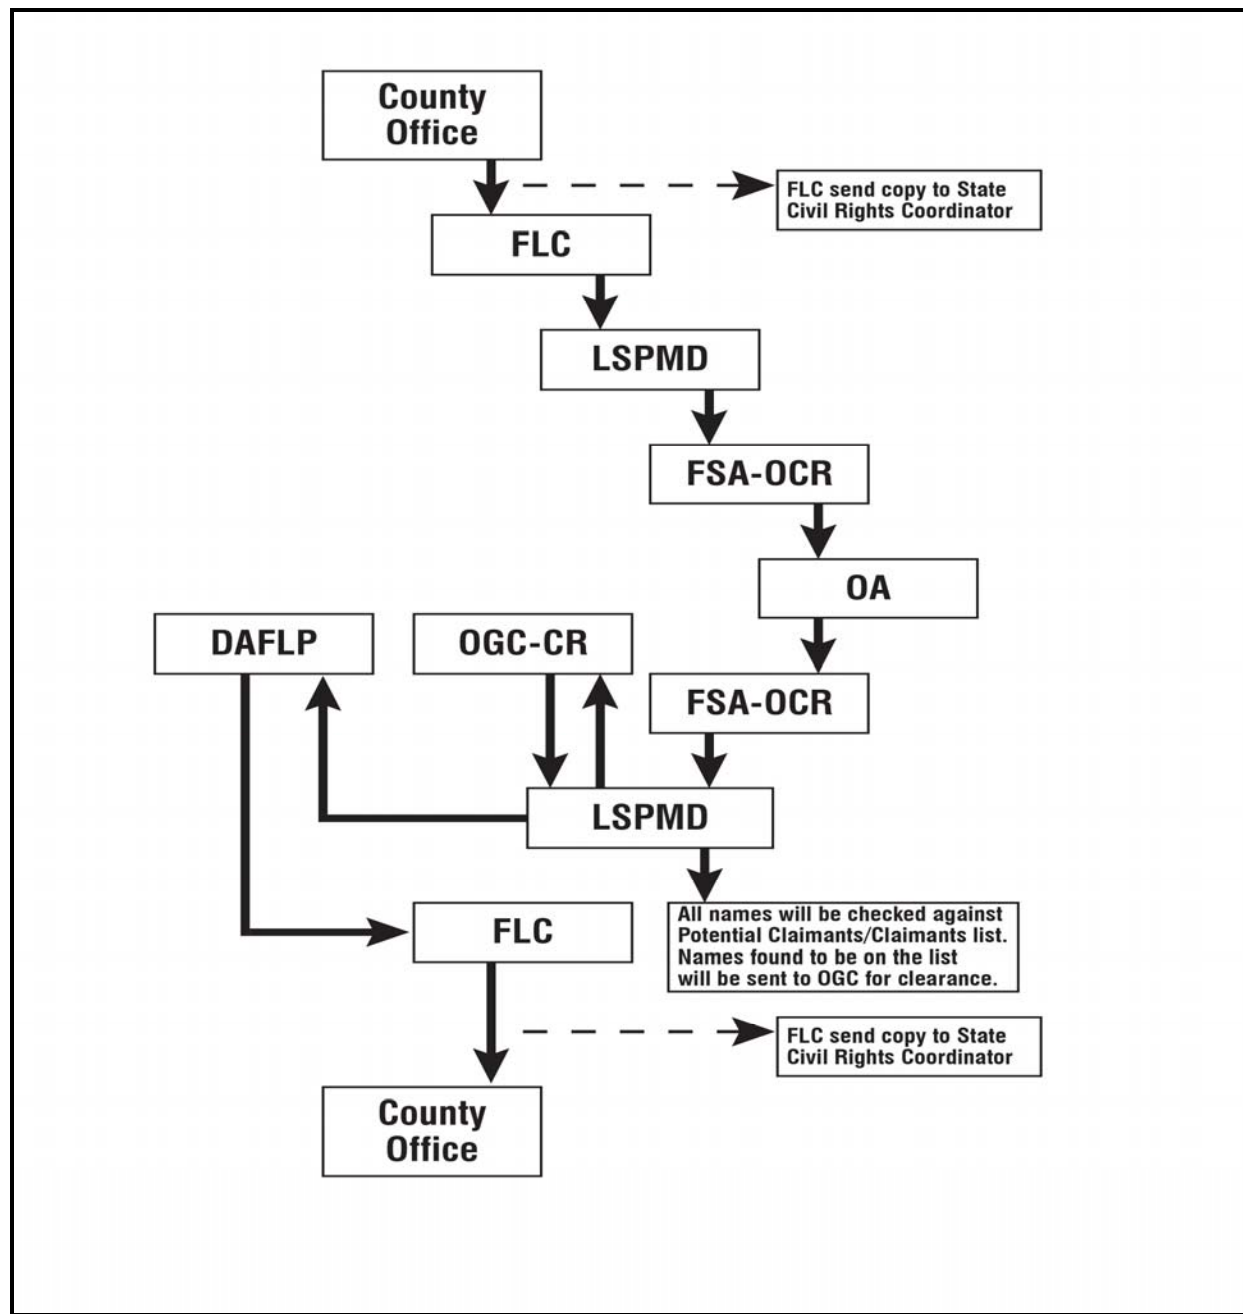 County
Office
FLC send copy to State
Civil Rights Coordinator
FLC
LSPMD
FSA-OCR
OA
DAFLP
OGC-CR
FSA-OCR
LSPMD
All names will be checked against
Potential Claimants/Claimants list.
Names found to be on the list
will be sent to OGC for clearance.
FLC
FLC send copy to State
Civil Rights Coordinator
County
Office